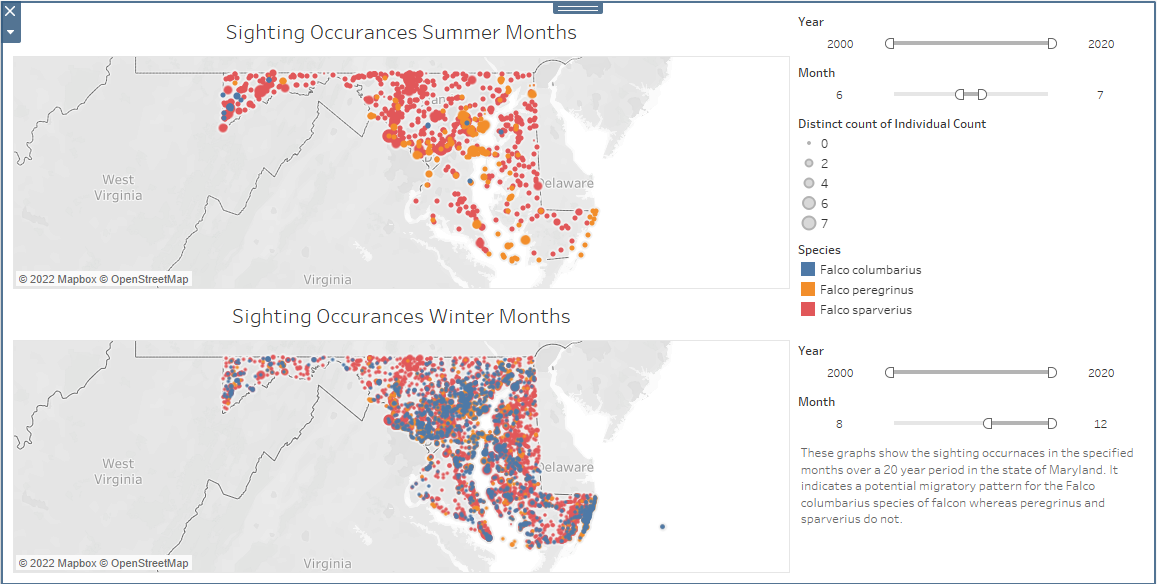 Sighting Occurances Summer Months
West
Virginia
Virginia
Delaware
© 2022 Mapbox © OpenStreetMap
Year
2000
2020
Month
6
7
Distinct count of Individual Count
0
2
4
6
7
Species
Falco columbarius
Falco peregrinus
Falco sparverius
Sighting Occurances Winter Months
West
Virginia
Virginia
Delaware
© 2022 Mapbox © OpenStreetMap
Year
2000
2020
Month
8
12
These graphs show the sighting occurnaces in the specified
months over a 20 year period in the state of Maryland. It
indicates a potential migratory pattern for the Falco
columbarius species of falcon whereas peregrinus and
sparverius do not.